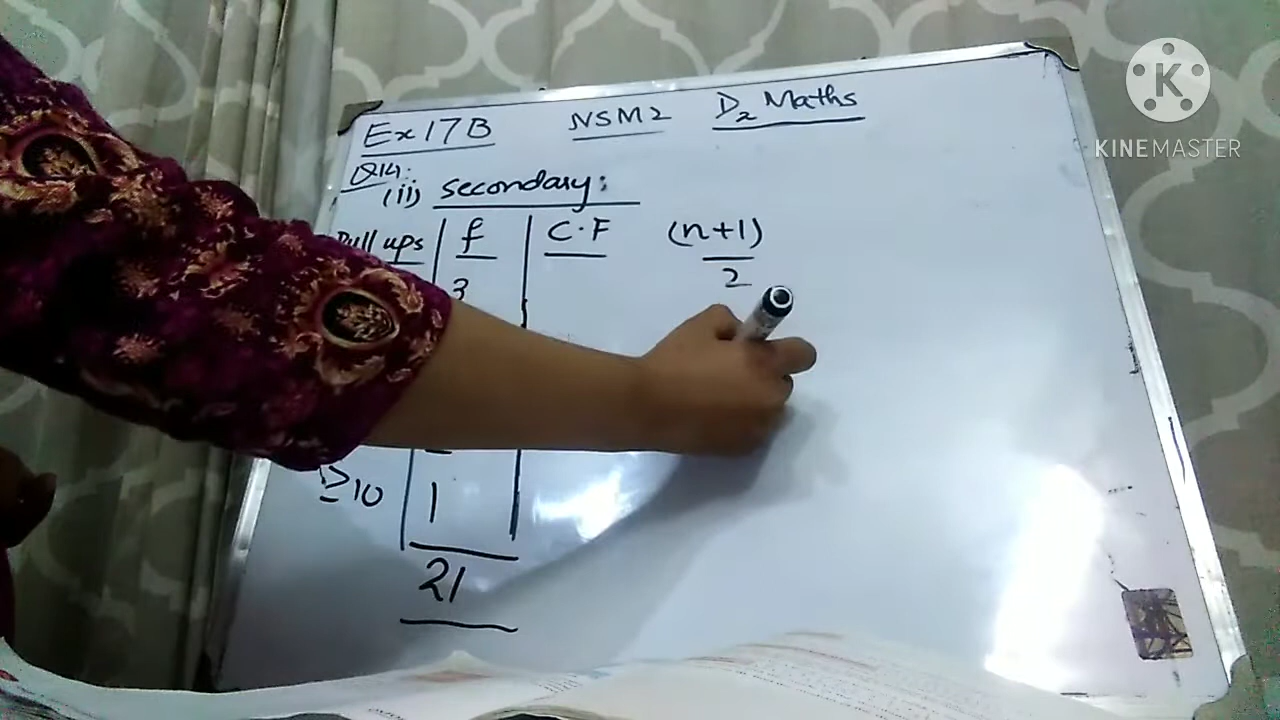 Ex 17B NSM2 D2 Maths
Q14:
(ii) Secondary:
Pull ups f C.F (n+1)
2
3
≥10 1
21
K
KINEMASTER